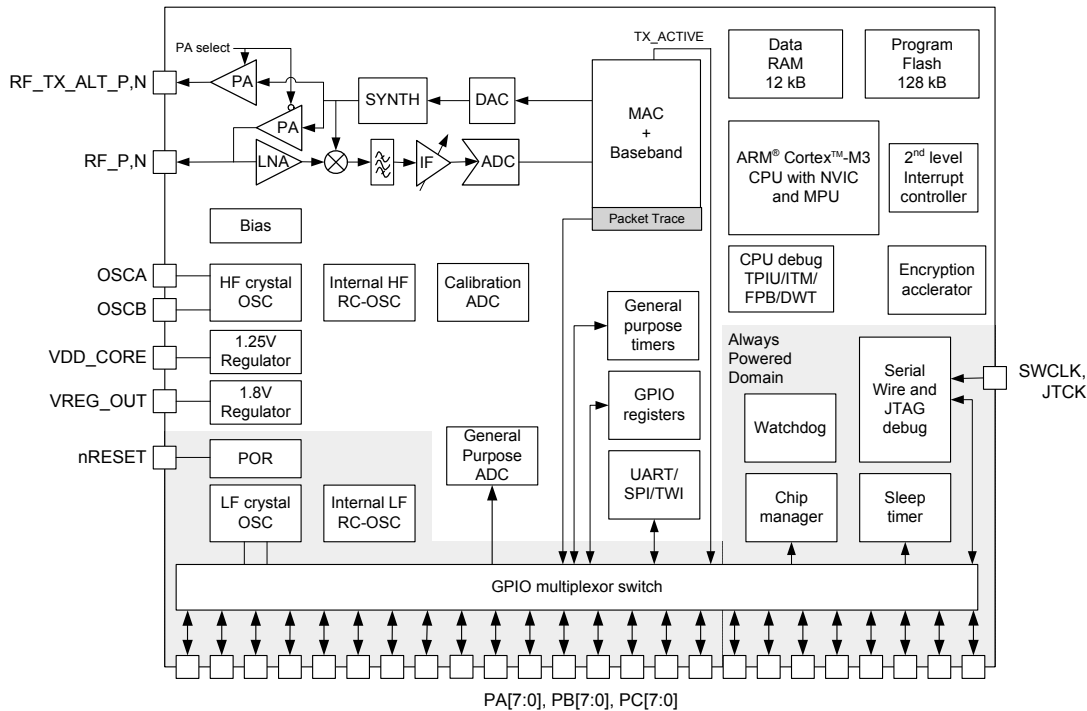 PA select
TX_ACTIVE
RF_TX_ALT_P,N
PA
SYNTH
DAC
MAC
+
Baseband
Data
RAM
12 kB
Program
Flash
128 kB
PA
RF_P,N
LNA
IF
ADC
Packet Trace
ARM® Cortex™-M3
CPU with NVIC
and MPU
2nd level
Interrupt
controller
Bias
OSCA
OSCB
HF crystal
OSC
Internal HF
RC-OSC
Calibration
ADC
CPU debug
TPIU/ITM/
FPB/DWT
Encryption
acclerator
General
purpose
timers
VDD_CORE
1.25V
Regulator
VREG_OUT
1.8V
Regulator
GPIO
registers
Always
Powered
Domain
Serial
Wire and
JTAG
debug
SWCLK,
JTCK
Watchdog
nRESET
POR
General
Purpose
ADC
UART/
SPI/TWI
LF crystal
OSC
Internal LF
RC-OSC
Chip
manager
Sleep
timer
GPIO multiplexor switch
PA[7:0], PB[7:0], PC[7:0]